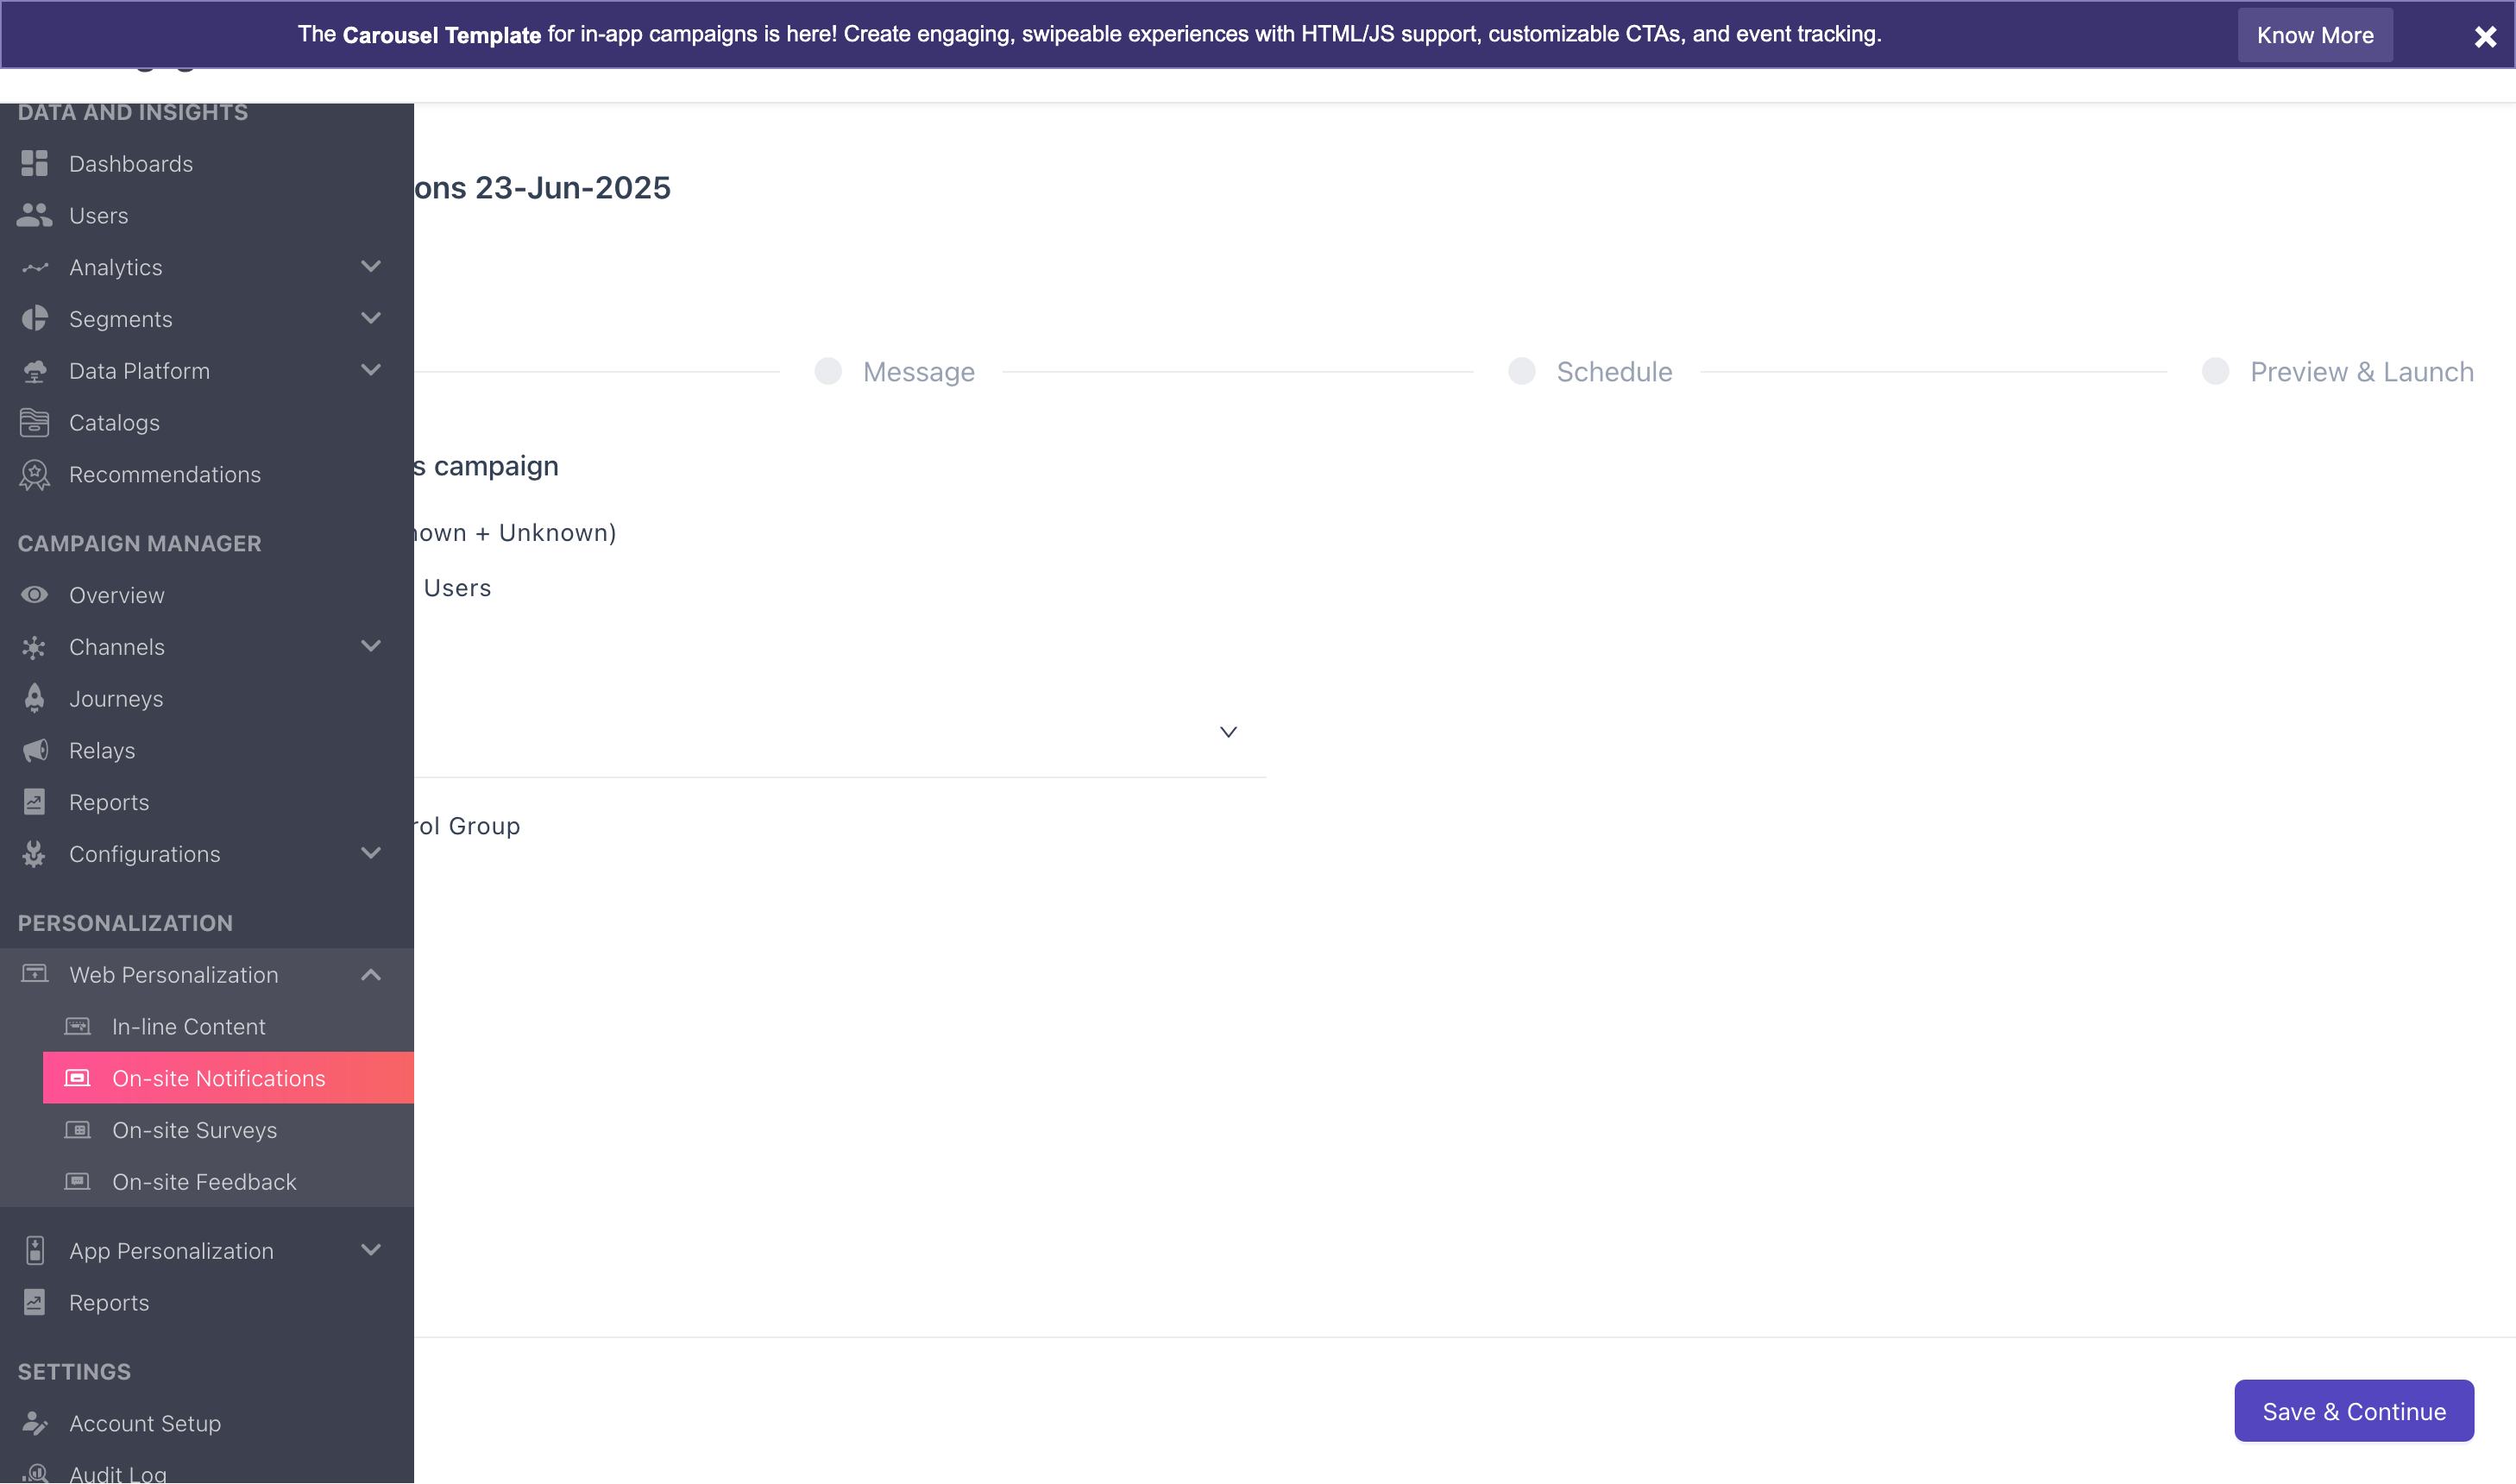 The Carousel Template for in-app campaigns is here! Create engaging, swipeable experiences with HTML/JS support, customizable CTAs, and event tracking.
Know More
DATA AND INSIGHTS
Dashboards
Users
Analytics
Segments
Data Platform
Catalogs
Recommendations
CAMPAIGN MANAGER
Overview
Channels
Journeys
Relays
Reports
Configurations
PERSONALIZATION
Web Personalization
In-line Content
On-site Notifications
On-site Surveys
On-site Feedback
App Personalization
Reports
SETTINGS
Account Setup
Audit Log
ons 23-Jun-2025
Message
Schedule
Preview & Launch
s campaign
nown + Unknown)
Users
rol Group
Save & Continue